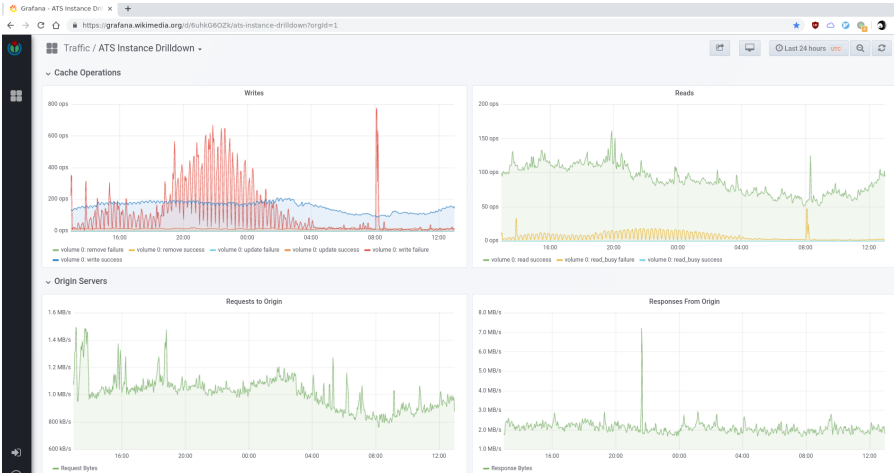 Grafana - ATS Instance Dril
https://grafana.wikimedia.org/d/6uhkG6OZk/ats-instance-drilldown?orgId=1
Traffic / ATS Instance Drilldown
Last 24 hours UTC
Cache Operations
Writes
800 ops
600 ops
400 ops
200 ops
0 ops
16:00 20:00 00:00 04:00 08:00 12:00
volume 0: remove failure volume 0: remove success volume 0: update failure volume 0: update success volume 0: write failure
volume 0: write success
Reads
200 ops
150 ops
100 ops
50 ops
0 ops
16:00 20:00 00:00 04:00 08:00 12:00
volume 0: read success volume 0: read_busy failure volume 0: read_busy success
Origin Servers
Requests to Origin
1.6 MB/s
1.4 MB/s
1.2 MB/s
1.0 MB/s
800 kB/s
600 kB/s
16:00 20:00 00:00 04:00 08:00 12:00
Request Bytes
Responses From Origin
8.0 MB/s
7.0 MB/s
6.0 MB/s
5.0 MB/s
4.0 MB/s
3.0 MB/s
2.0 MB/s
1.0 MB/s
16:00 20:00 00:00 04:00 08:00 12:00
Response Bytes